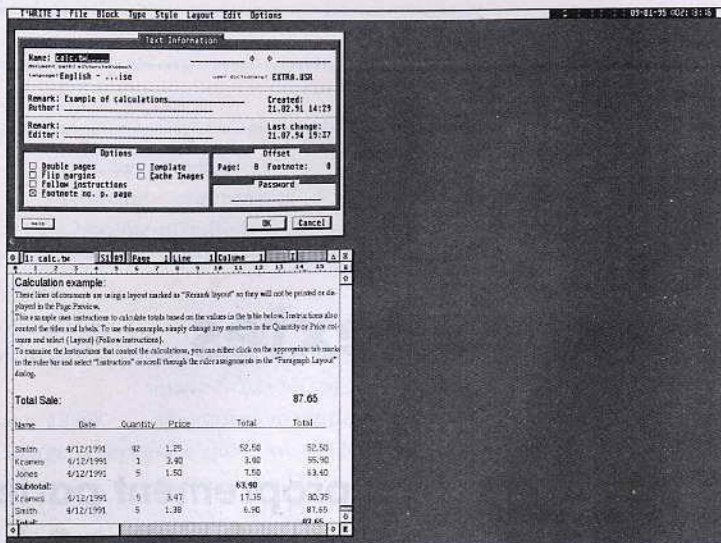 T'WRITE 3 File Block Type Style Layout Edit Options
Text Information
Name: calc.tw
English - ...ise EXTRA.USR
Remark: Example of calculations Created:
Author: 21.02.91 14:29
Remark: Last change:
Editor: 21.07.94 19:37
Options
Double pages
Flip margins
Follow instructions
Footnote no. p. page
Template
Cache Images
Offset
Page: 0 Footnote: 0
Password
Help
OK Cancel
1: calc.tw Page 1 Line 1 Column 1
Calculation example:
These lines of comments are using a layout marked as "Remark layout" so they will not be printed or dis-
played in the Page Preview.
This example uses instructions to calculate totals based on the values in the table below. Instructions also
control the titles and labels. To use this example, simply change any numbers in the Quantity or Price col-
umns and select {Layout} {Follow Instructions}.
To examine the Instructions that control the calculations, you can either click on the appropriate tab marks
in the ruler bar and select "Instruction" or scroll through the ruler assignments in the "Paragraph Layout"
dialog.
Total Sale: 87.65
Name Date Quantity Price Total Total
Smith 4/12/1991 42 1.25 52.50 52.50
Krames 4/12/1991 1 3.40 3.40 55.90
Jones 4/12/1991 5 1.50 7.50 63.40
Subtotal: 63.40
Krames 4/12/1991 5 3.47 17.35 80.75
Smith 4/12/1991 5 1.38 6.90 87.65
Total: 87.65